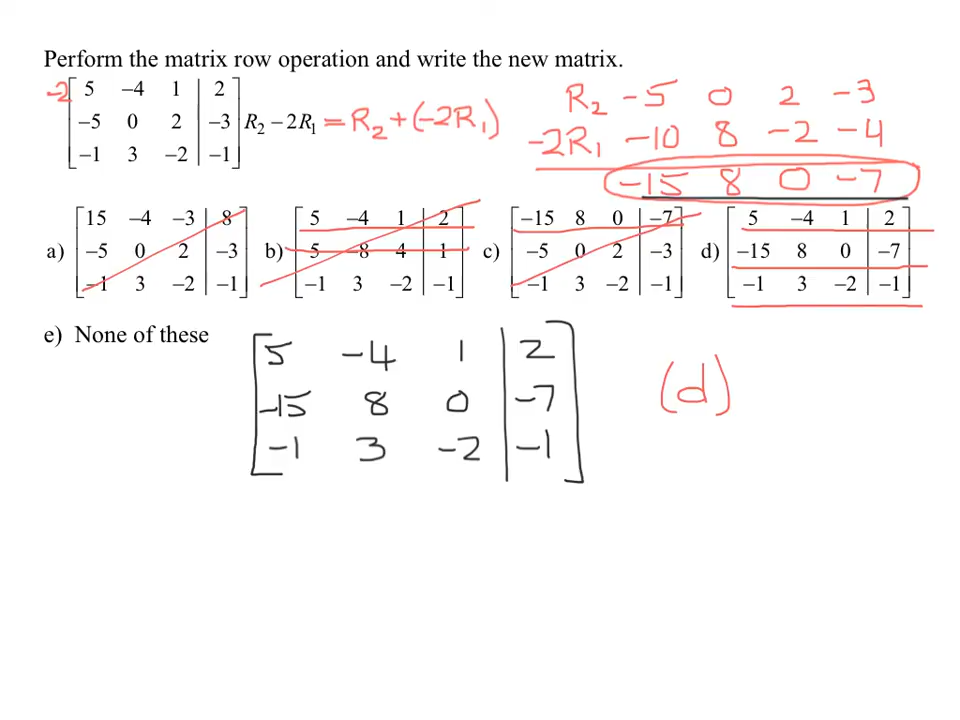 Perform the matrix row operation and write the new matrix.
-2 [ 5 −4 1 | 2 ]
[ −5 0 2 | −3 ] R₂ − 2R₁ = R₂ + (-2R₁)
[ −1 3 −2 | −1 ]
R₂ -5 0 2 -3
-2R₁ -10 8 -2 -4
-15 8 0 -7
a) [ 15 −4 −3 | 8 ]
[ −5 0 2 | −3 ]
[ −1 3 −2 | −1 ]
b) [ 5 −4 1 | 2 ]
[ 5 −8 4 | 1 ]
[ −1 3 −2 | −1 ]
c) [ −15 8 0 | −7 ]
[ −5 0 2 | −3 ]
[ −1 3 −2 | −1 ]
d) [ 5 −4 1 | 2 ]
[ −15 8 0 | −7 ]
[ −1 3 −2 | −1 ]
e) None of these
[ 5 -4 1 | 2 ]
[ -15 8 0 | -7 ]
[ -1 3 -2 | -1 ]
(d)